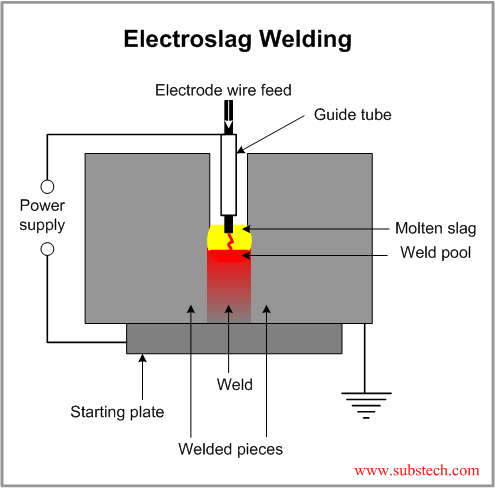 Electroslag Welding
Electrode wire feed
Guide tube
Power
supply
Molten slag
Weld pool
Weld
Starting plate
Welded pieces
www.substech.com